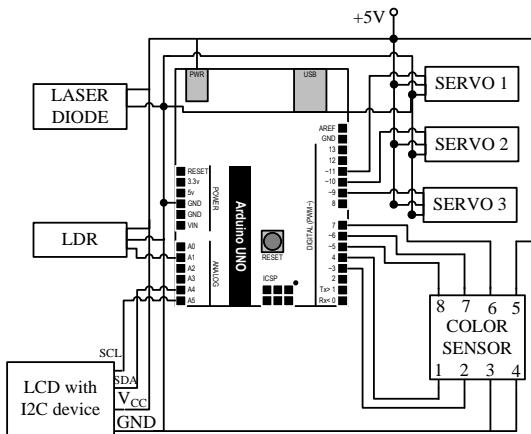 +5V
PWR
USB
LASER
DIODE
SERVO 1
SERVO 2
SERVO 3
LDR
RESET
3.3v
5v
GND
GND
VIN
POWER
A0
A1
A2
A3
A4
A5
ANALOG
Arduino UNO
RESET
ICSP
AREF
GND
13
12
~11
~10
~9
8
7
~6
~5
4
~3
2
Tx> 1
Rx< 0
DIGITAL (PWM~)
8 7 6 5
COLOR
SENSOR
1 2 3 4
SCL
SDA
VCC
GND
LCD with
I2C device